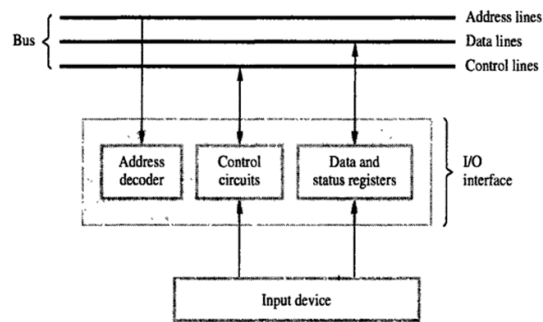 Bus
Address lines
Data lines
Control lines
Address
decoder
Control
circuits
Data and
status registers
I/O
interface
Input device